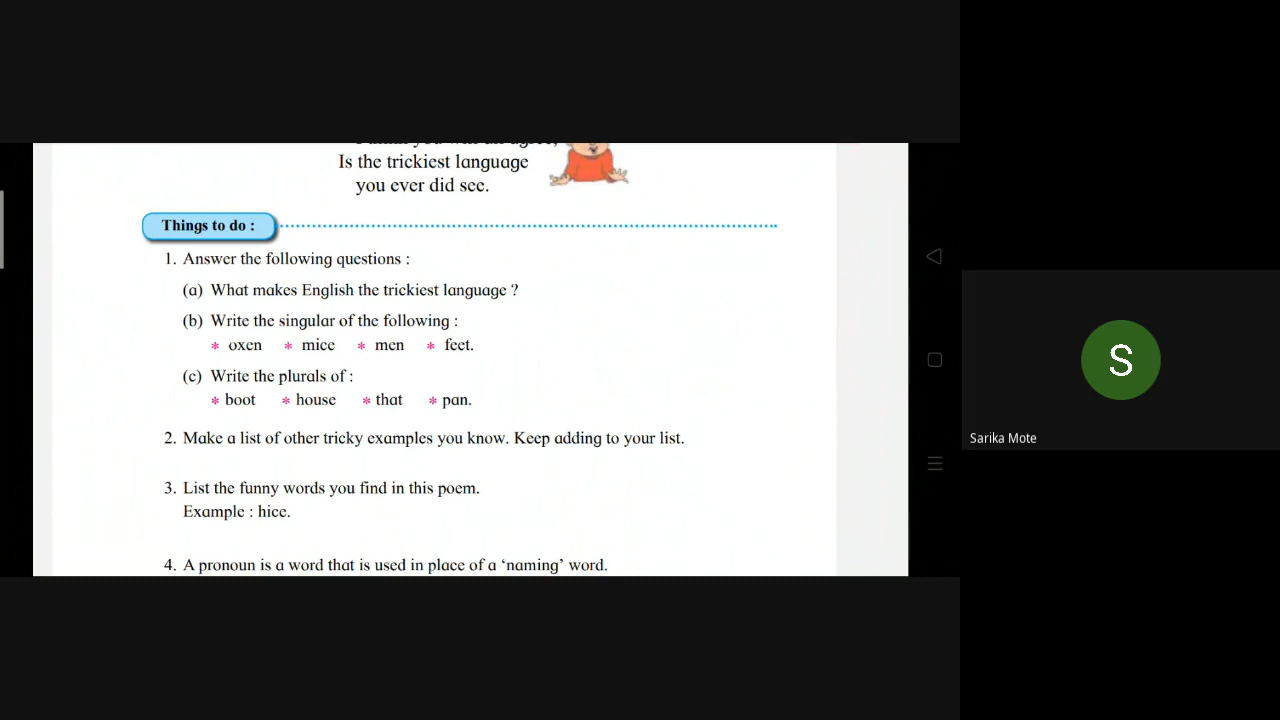 Is the trickiest language
you ever did see.
Things to do :
1. Answer the following questions :
(a) What makes English the trickiest language ?
(b) Write the singular of the following :
* oxen * mice * men * feet.
(c) Write the plurals of :
* boot * house * that * pan.
2. Make a list of other tricky examples you know. Keep adding to your list.
3. List the funny words you find in this poem.
Example : hice.
4. A pronoun is a word that is used in place of a ‘naming’ word.
S
Sarika Mote